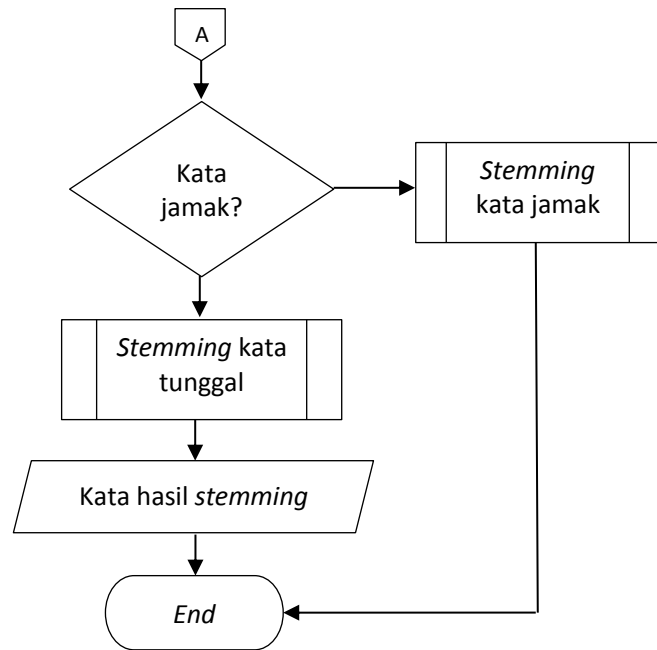 A
Kata
jamak?
Stemming
kata jamak
Stemming kata
tunggal
Kata hasil stemming
End